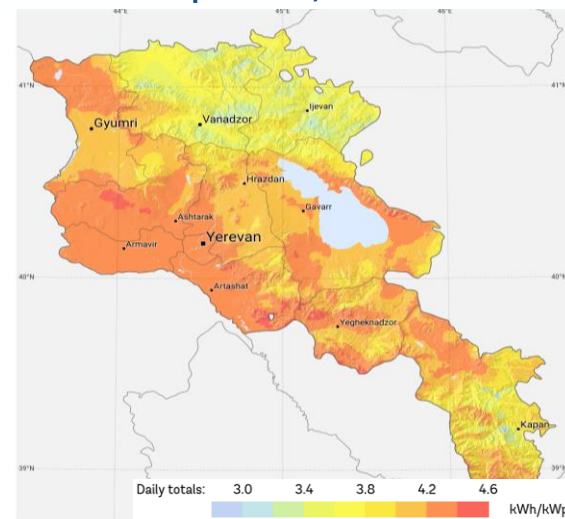 44°E 45°E 46°E
41°N 41°N
Ijevan
Gyumri Vanadzor
Hrazdan
Gavarr
Ashtarak
Yerevan
Armavir
40°N 40°N
Artashat
Yegheknadzor
Kapan
39°N 39°N
Daily totals: 3.0 3.4 3.8 4.2 4.6
kWh/kWp